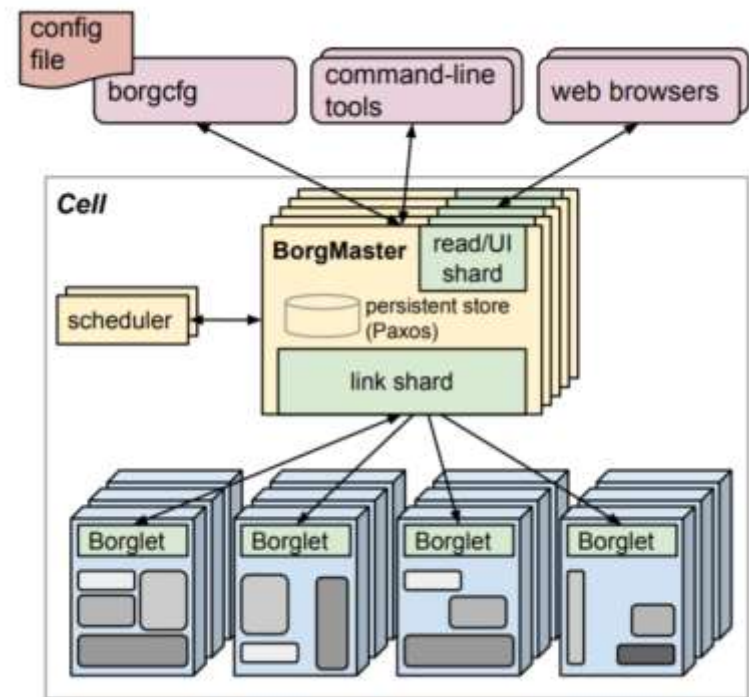 config
file
borgcfg
command-line
tools
web browsers
Cell
BorgMaster
read/UI
shard
persistent store
(Paxos)
scheduler
link shard
Borglet
Borglet
Borglet
Borglet